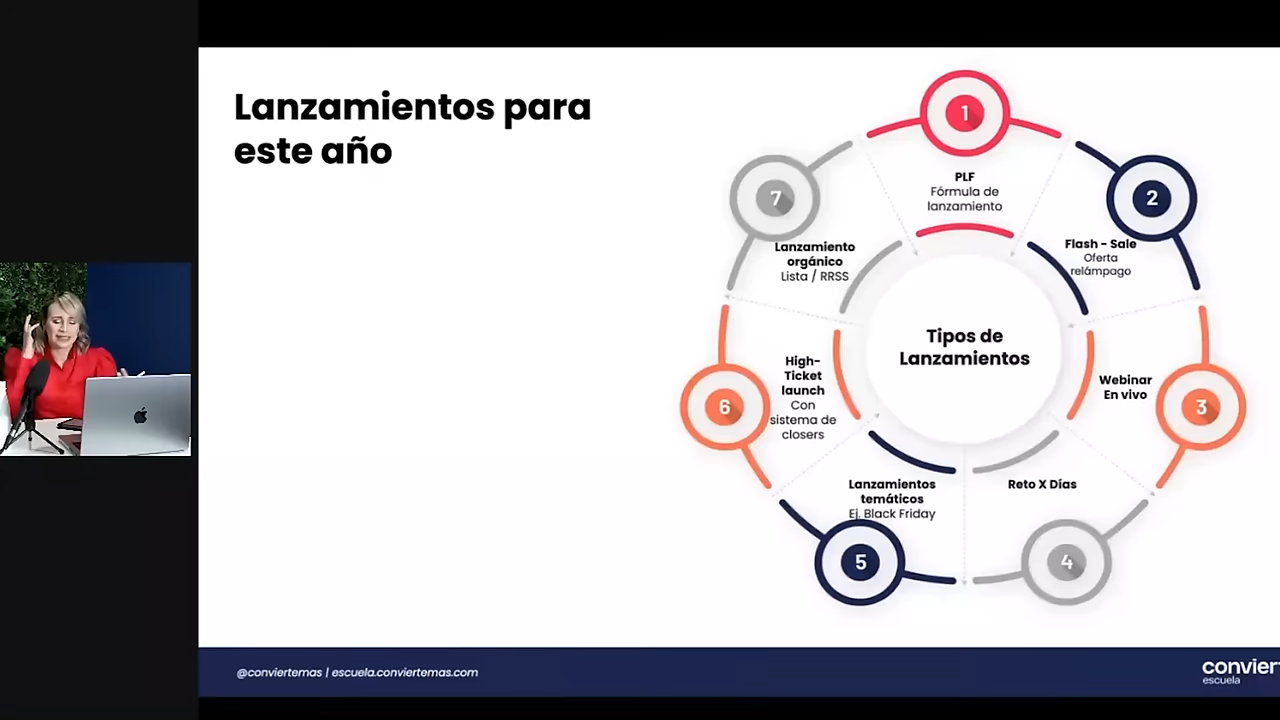 Lanzamientos para
este año
1
PLF
Fórmula de
lanzamiento
2
Flash - Sale
Oferta
relámpago
3
Webinar
En vivo
4
Reto X Días
5
Lanzamientos
temáticos
Ej. Black Friday
6
High-
Ticket
launch
Con
sistema de
closers
7
Lanzamiento
orgánico
Lista / RRSS
Tipos de
Lanzamientos
@conviertemas | escuela.conviertemas.com
convier
escuela